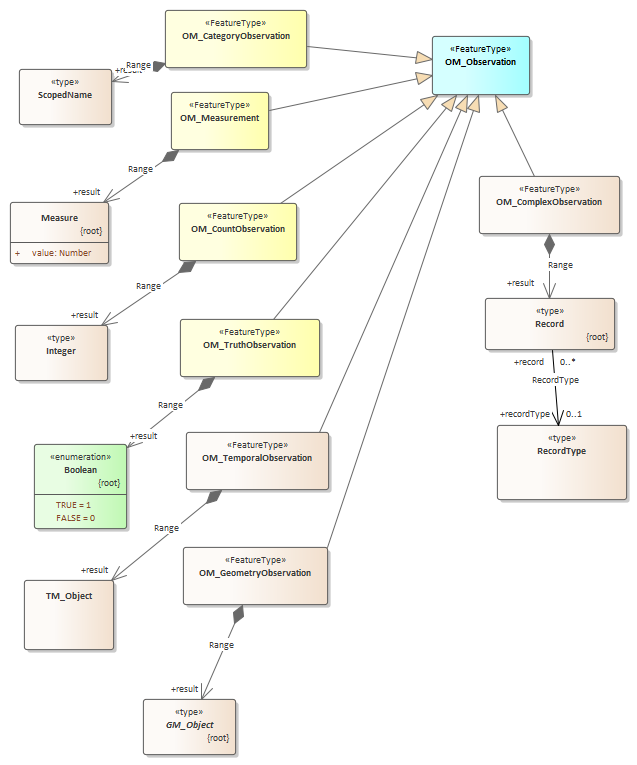 «FeatureType»
OM_CategoryObservation
«FeatureType»
OM_Observation
Range
+result
«type»
ScopedName
«FeatureType»
OM_Measurement
Range
+result
Measure
{root}
+ value: Number
«FeatureType»
OM_ComplexObservation
Range
+result
«FeatureType»
OM_CountObservation
Range
+result
«type»
Integer
«type»
Record
{root}
+record 0..*
RecordType
+recordType 0..1
«type»
RecordType
«FeatureType»
OM_TruthObservation
Range
+result
«enumeration»
Boolean
{root}
TRUE = 1
FALSE = 0
«FeatureType»
OM_TemporalObservation
Range
+result
TM_Object
«FeatureType»
OM_GeometryObservation
Range
+result
«type»
GM_Object
{root}